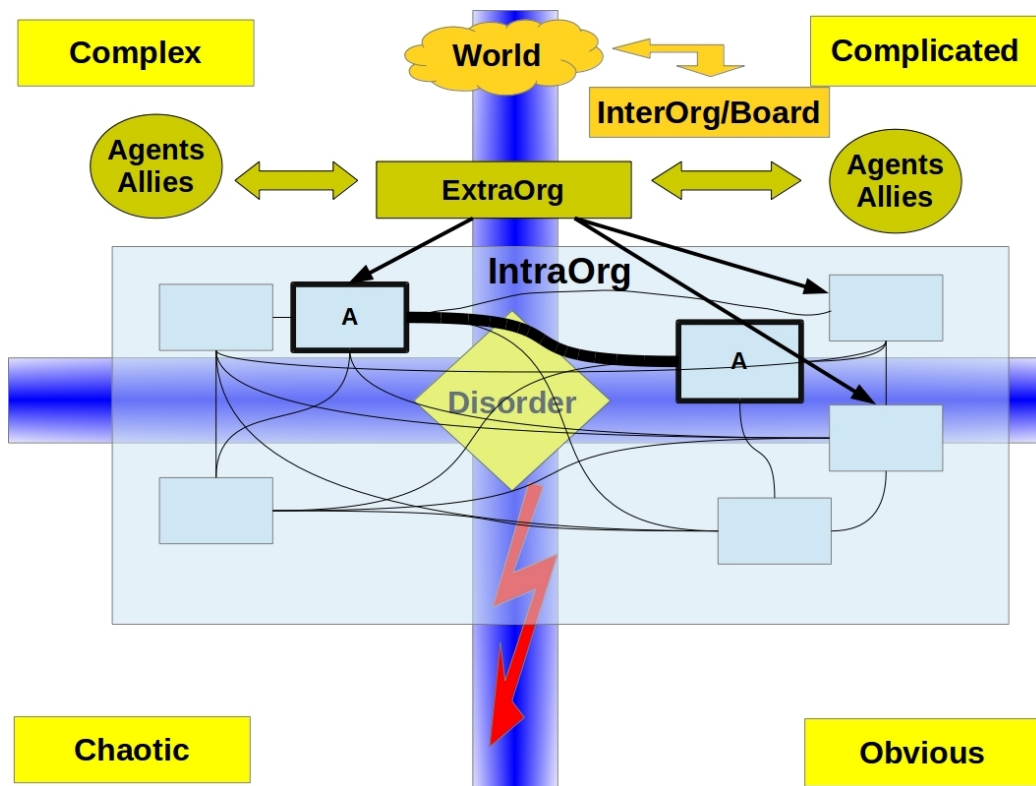 Complex
World
Complicated
InterOrg/Board
Agents
Allies
ExtraOrg
Agents
Allies
IntraOrg
A
A
Disorder
Chaotic
Obvious